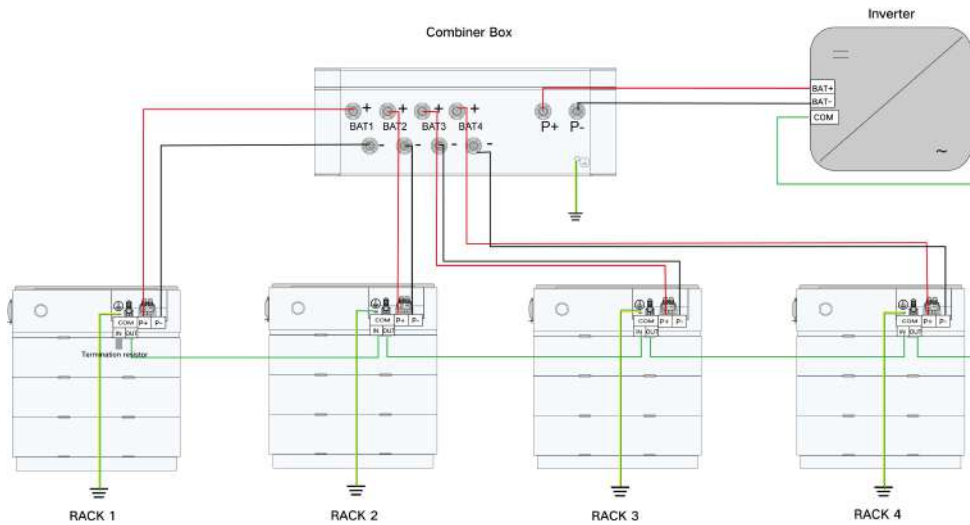 Inverter
Combiner Box
BAT+
BAT-
COM
+ + + +
BAT1 BAT2 BAT3 BAT4 P+ P-
- - - -
COM P+ P-
IN OUT
Termination resistor
COM P+ P-
IN OUT
COM P+ P-
IN OUT
COM P+ P-
IN OUT
RACK 1 RACK 2 RACK 3 RACK 4